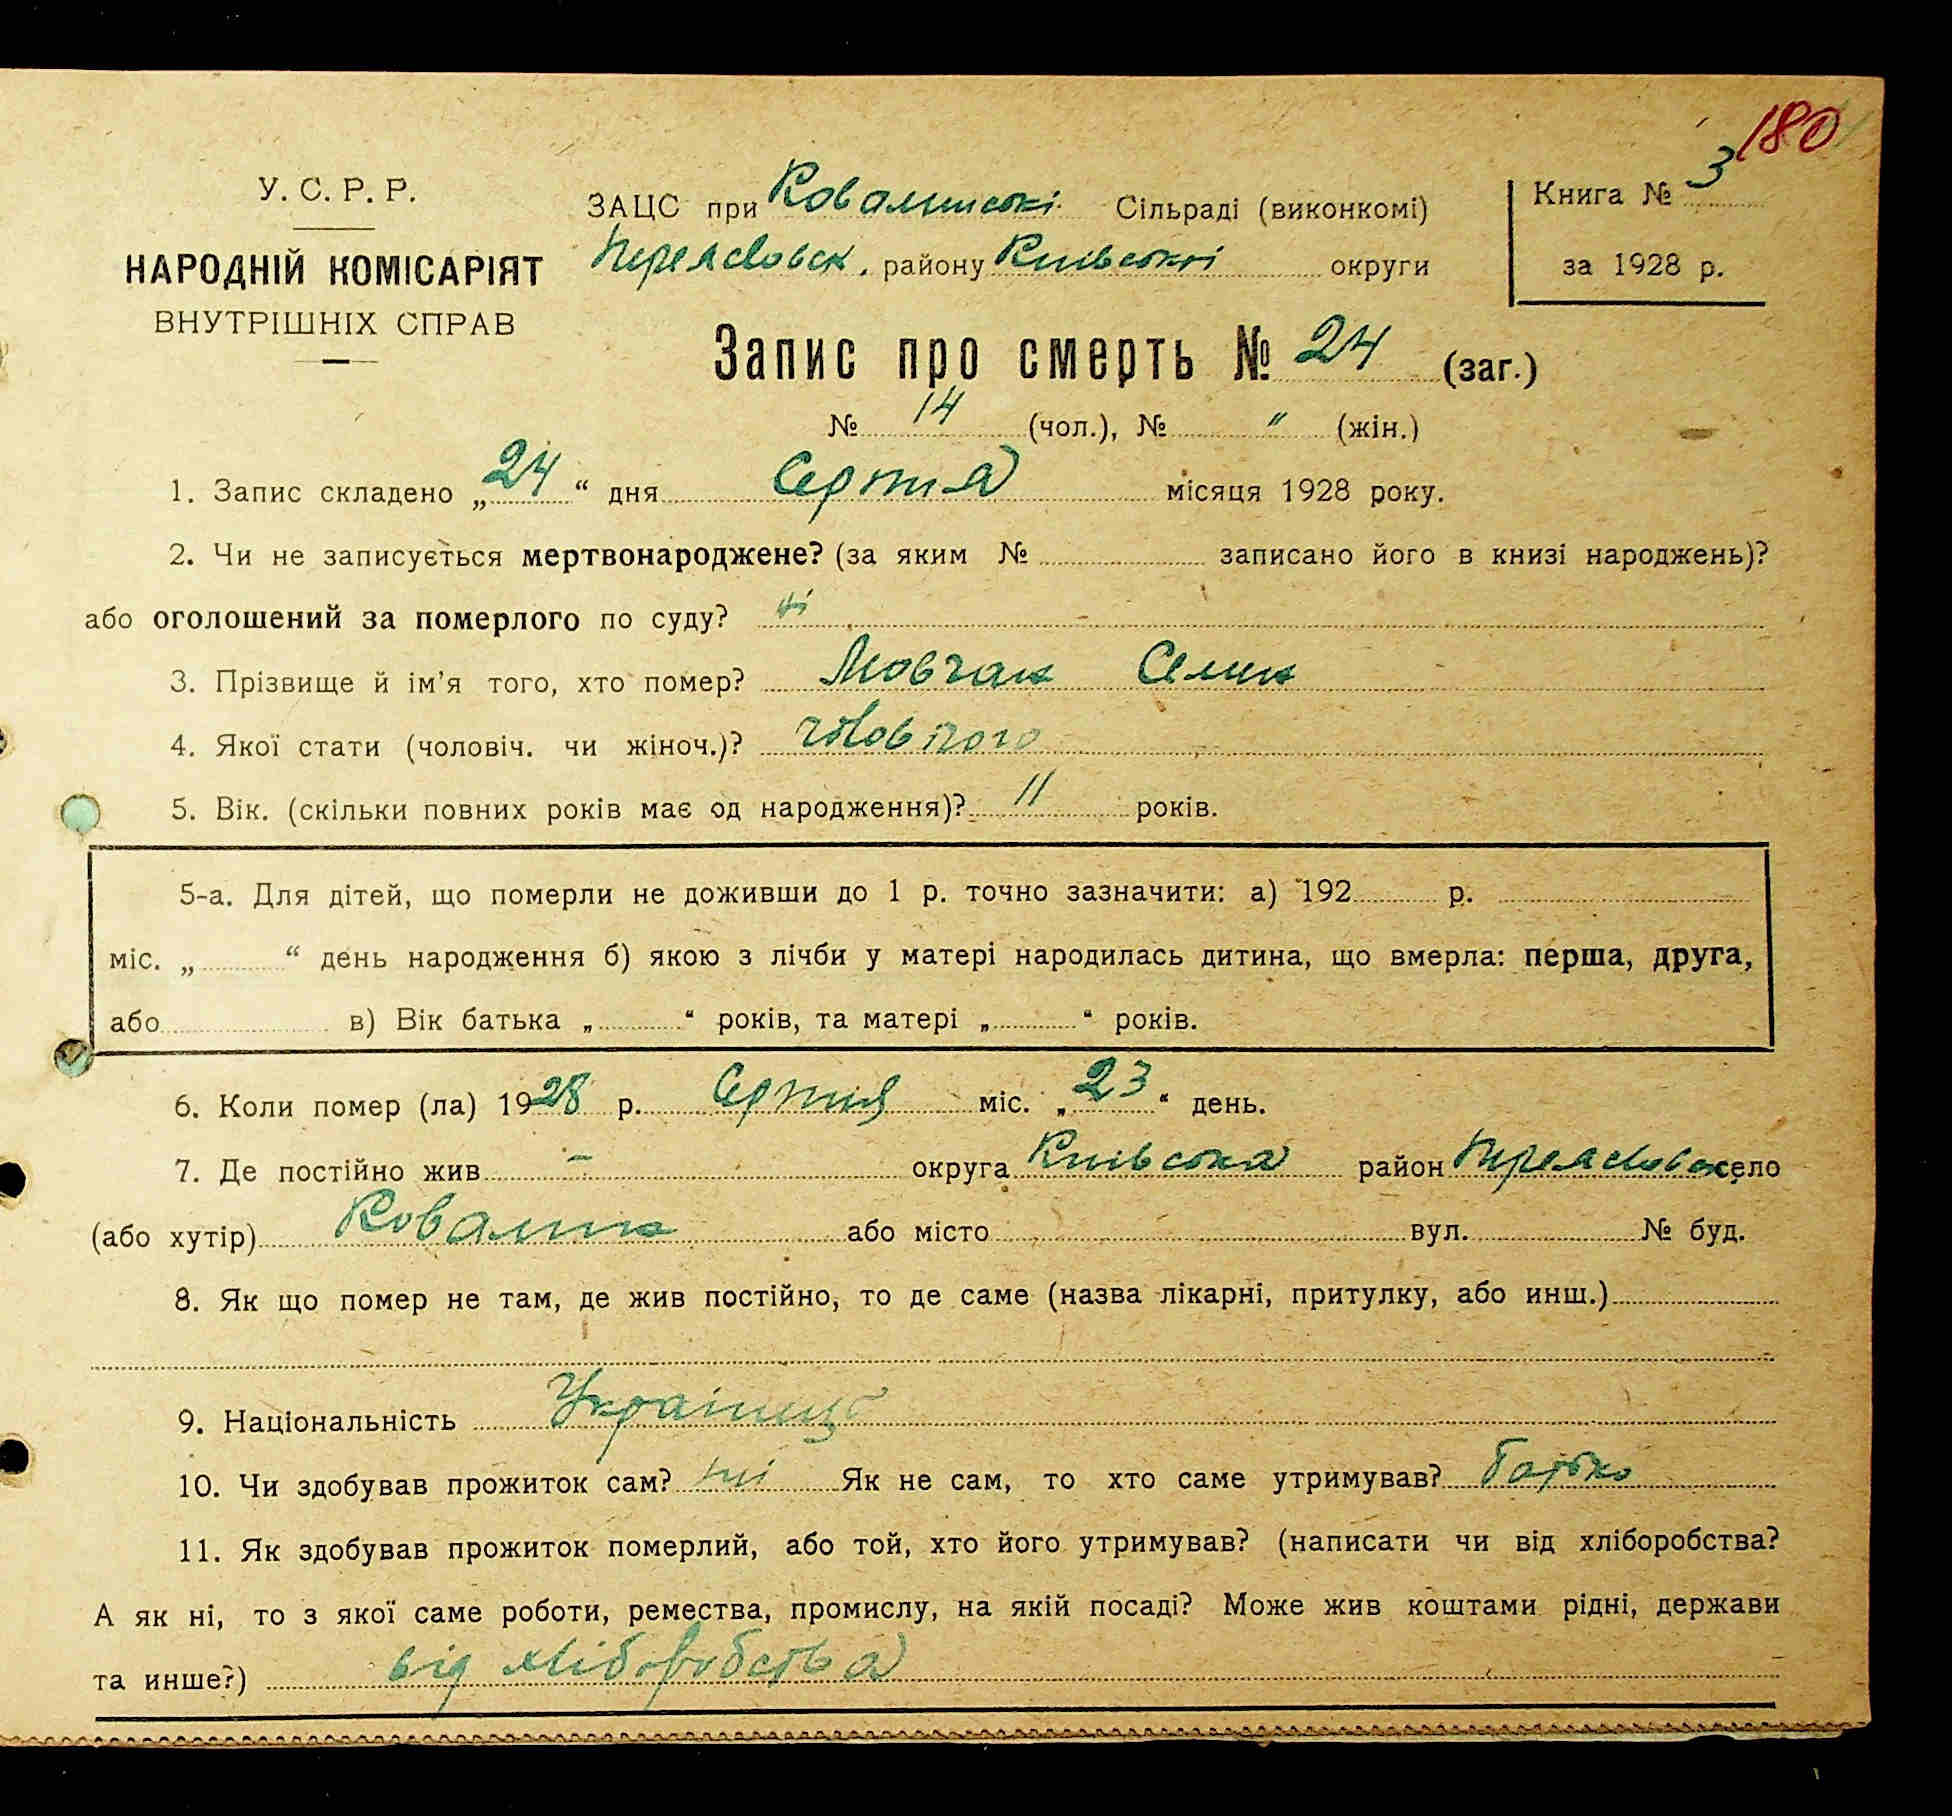 180
У. С. Р. Р.
НАРОДНІЙ КОМІСАРІЯТ
ВНУТРІШНІХ СПРАВ
ЗАЦС при Ковалинські Сільраді (виконкомі)
Переясловск. району Київської округи
Книга № 3
за 1928 р.
Запис про смерть № 24 (заг.)
№ 14 (чол.), № " (жін.)
1. Запис складено „24“ дня Серпня місяця 1928 року.
2. Чи не записується мертвонароджене? (за яким № записано його в книзі народжень)?
або оголошений за померлого по суду? ні
3. Прізвище й ім'я того, хто помер? Мовчан Семен
4. Якої стати (чоловіч. чи жіноч.)? чоловічого
5. Вік. (скільки повних років має од народження)? 11 років.
5-а. Для дітей, що померли не доживши до 1 р. точно зазначити: а) 192 р.
міс. „ “ день народження б) якою з лічби у матері народилась дитина, що вмерла: перша, друга,
або в) Вік батька „ “ років, та матері „ “ років.
6. Коли помер (ла) 1928 р. Серпня міс. „23“ день.
7. Де постійно жив - округа Київська район Переясловск село
(або хутір) Ковалин або місто вул. № буд.
8. Як що помер не там, де жив постійно, то де саме (назва лікарні, притулку, або инш.)
9. Національність Українець
10. Чи здобував прожиток сам? ні Як не сам, то хто саме утримував? батько
11. Як здобував прожиток померлий, або той, хто його утримував? (написати чи від хліборобства?
А як ні, то з якої саме роботи, ремества, промислу, на якій посаді? Може жив коштами рідні, держави
та инше?) від хліборобства